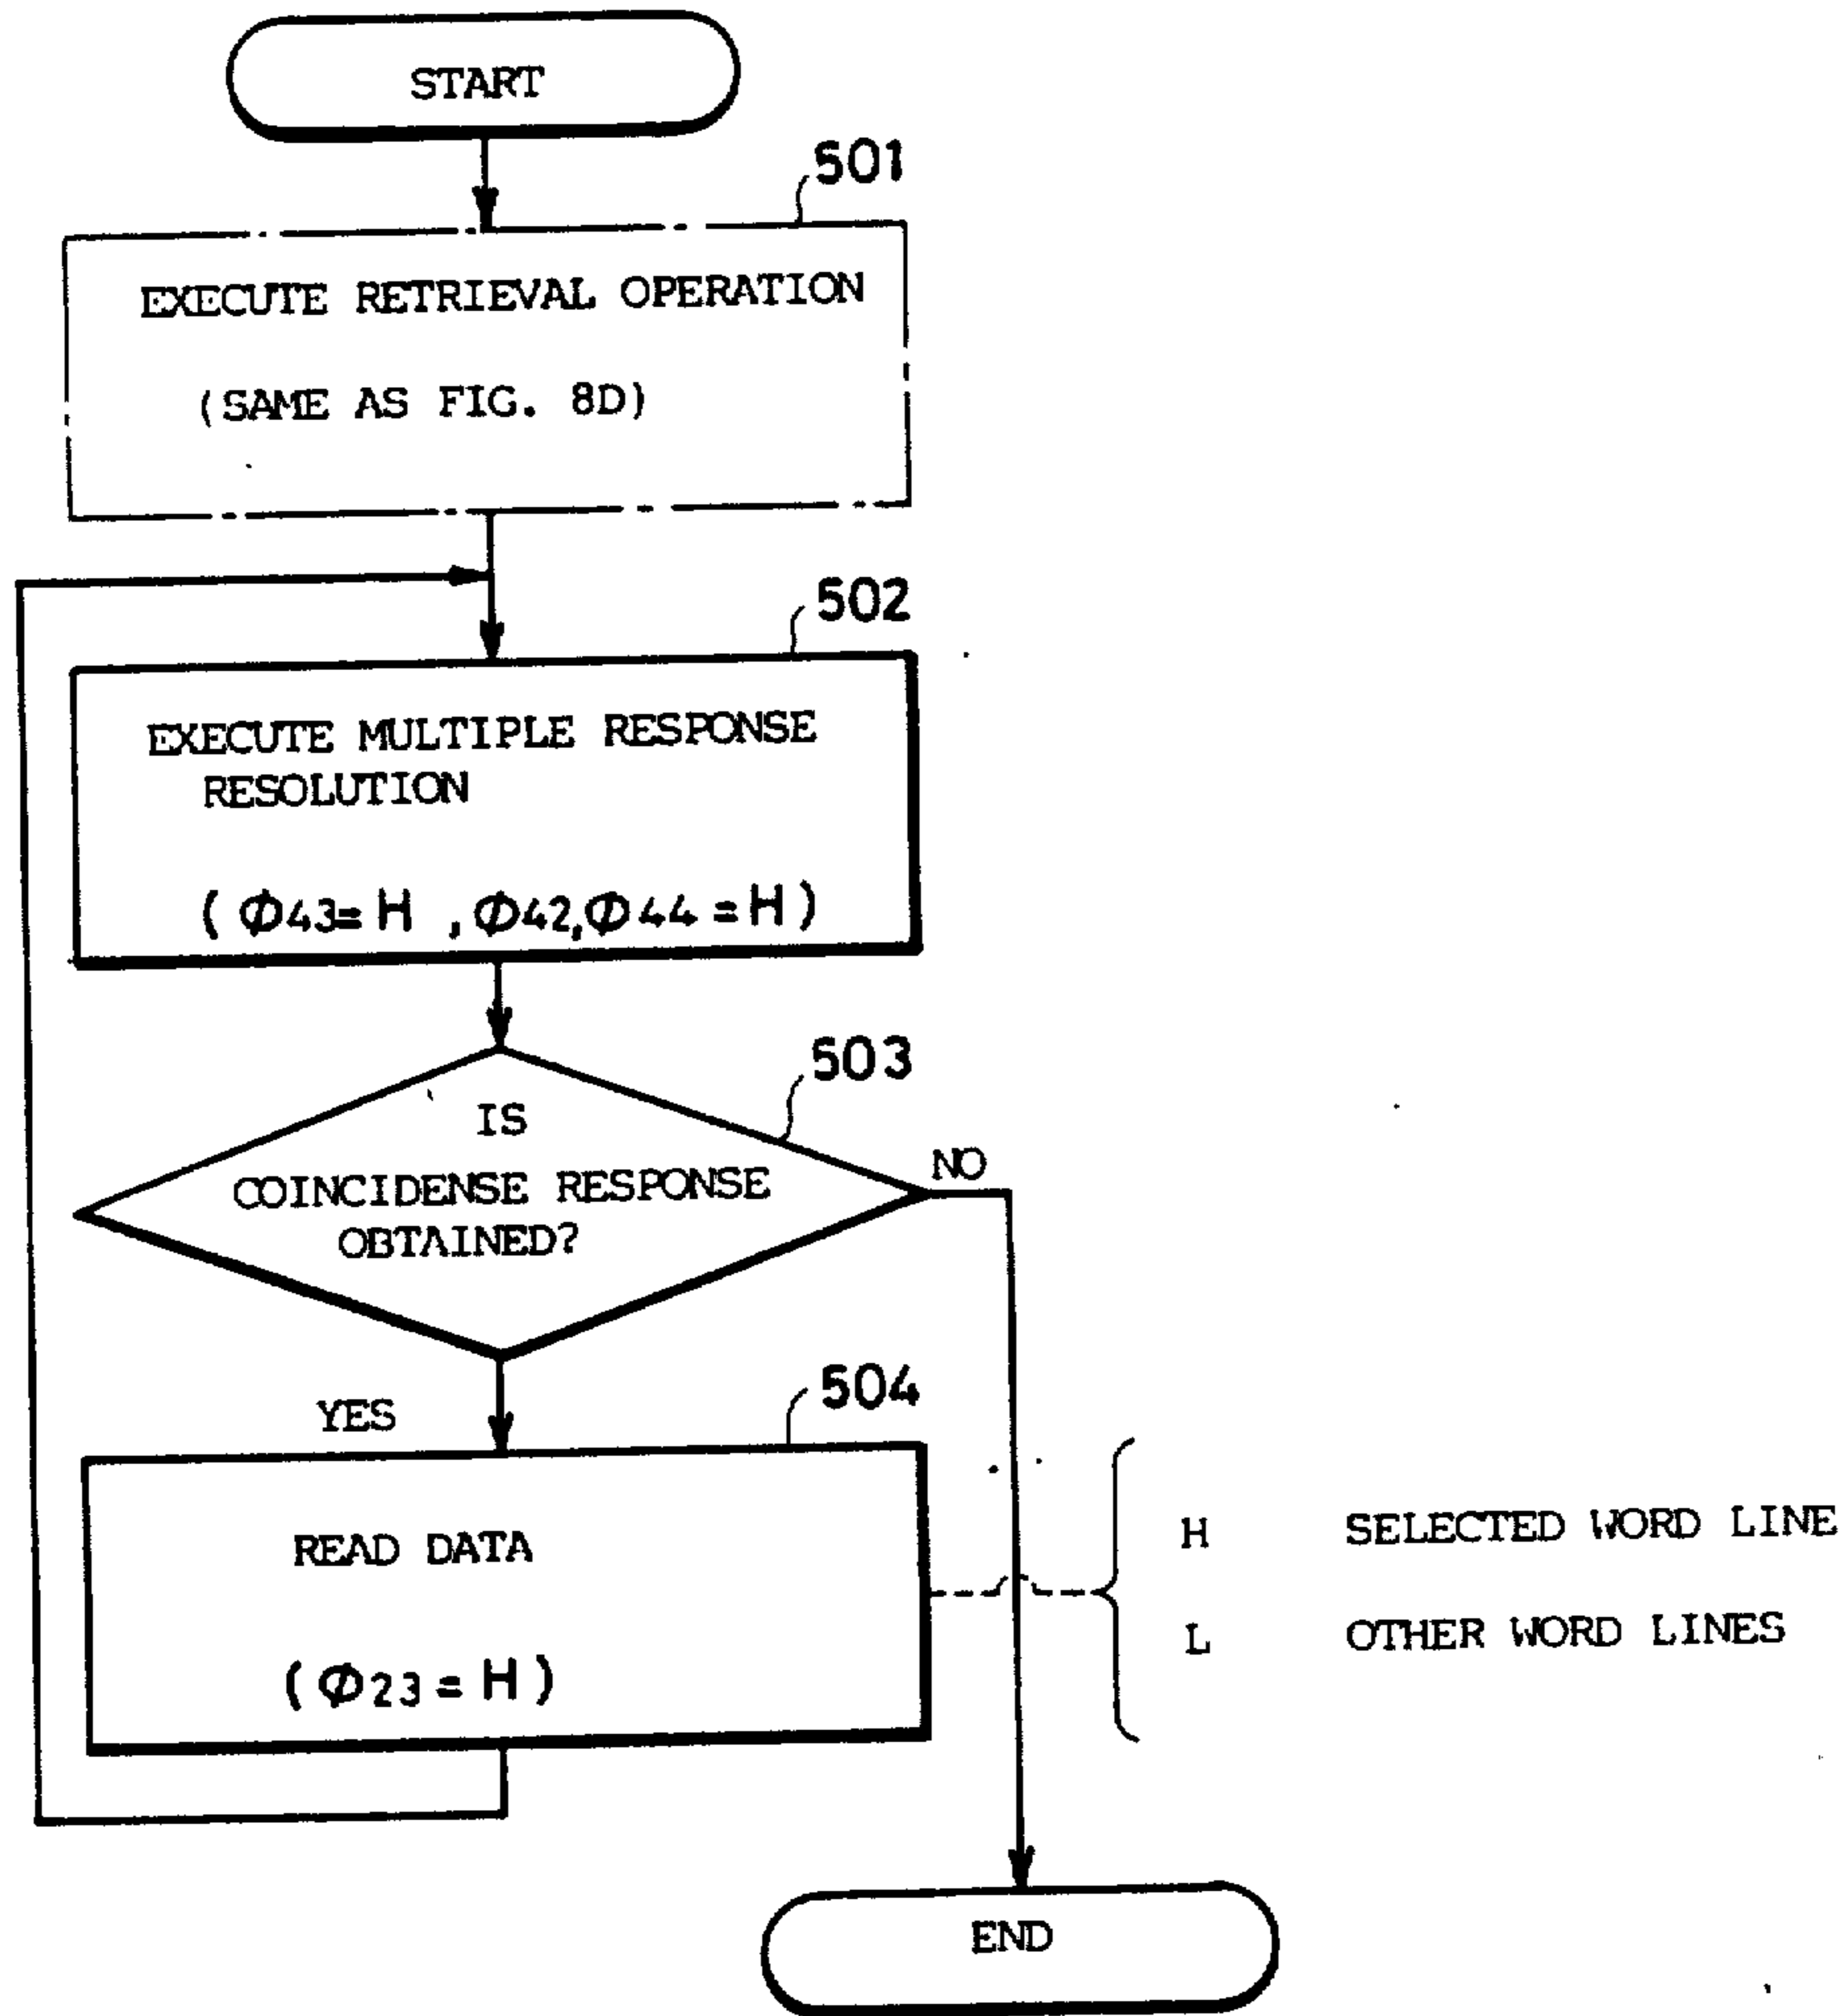 START
501
EXECUTE RETRIEVAL OPERATION
(SAME AS FIG. 8D)
502
EXECUTE MULTIPLE RESPONSE
RESOLUTION
(Φ43=H ,Φ42,Φ44=H)
503
IS
COINCIDENSE RESPONSE
OBTAINED?
NO
YES
504
READ DATA
(Φ23=H)
H SELECTED WORD LINE
L OTHER WORD LINES
END